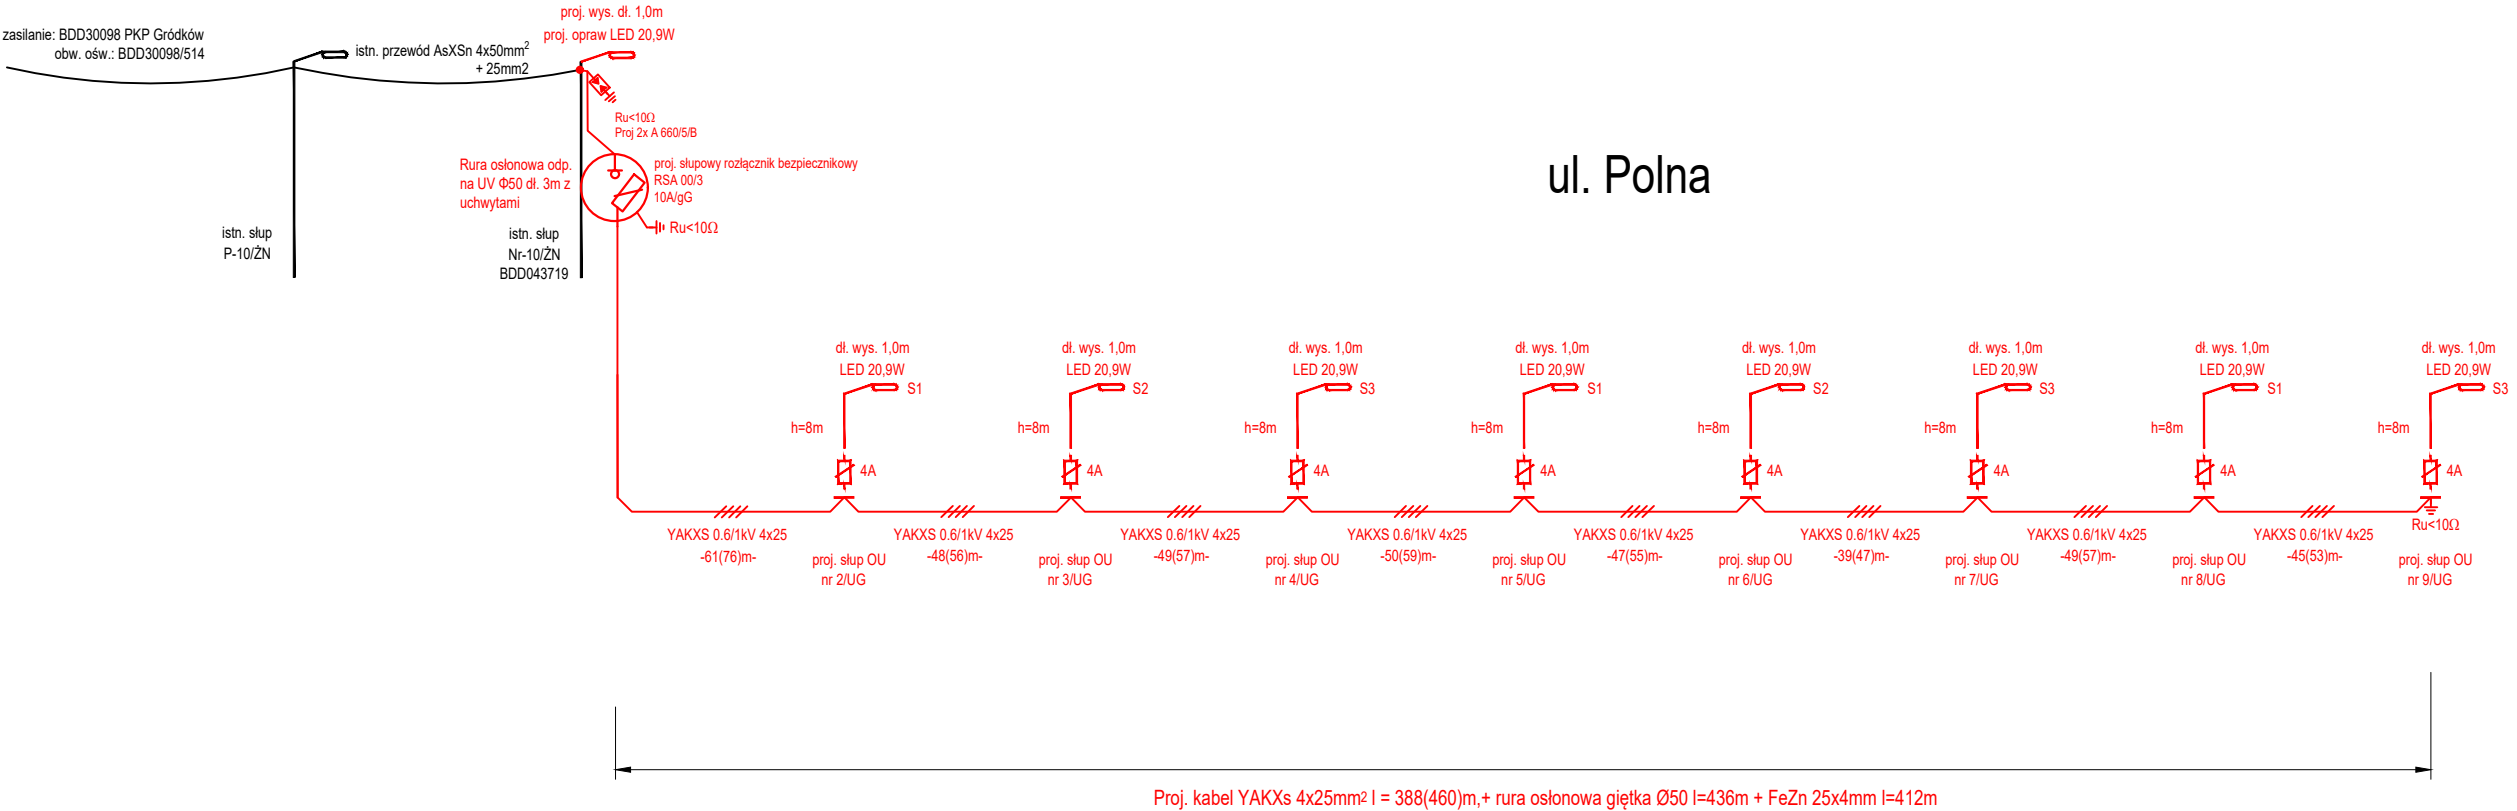 zasilanie: BDD30098 PKP Gródków
obw. ośw.: BDD30098/514
istn. przewód AsXSn 4x50mm²
+ 25mm2
proj. wys. dł. 1,0m
proj. opraw LED 20,9W
Ru<10Ω
Proj 2x A 660/5/B
Rura osłonowa odp.
na UV Φ50 dł. 3m z
uchwytami
proj. słupowy rozłącznik bezpiecznikowy
RSA 00/3
10A/gG
Ru<10Ω
istn. słup
P-10/ŻN
istn. słup
Nr-10/ŻN
BDD043719
ul. Polna
dł. wys. 1,0m
LED 20,9W
S1
h=8m
4A
dł. wys. 1,0m
LED 20,9W
S2
h=8m
4A
dł. wys. 1,0m
LED 20,9W
S3
h=8m
4A
dł. wys. 1,0m
LED 20,9W
S1
h=8m
4A
dł. wys. 1,0m
LED 20,9W
S2
h=8m
4A
dł. wys. 1,0m
LED 20,9W
S3
h=8m
4A
dł. wys. 1,0m
LED 20,9W
S1
h=8m
4A
dł. wys. 1,0m
LED 20,9W
S3
h=8m
4A
Ru<10Ω
YAKXS 0.6/1kV 4x25
-61(76)m-
proj. słup OU
nr 2/UG
YAKXS 0.6/1kV 4x25
-48(56)m-
proj. słup OU
nr 3/UG
YAKXS 0.6/1kV 4x25
-49(57)m-
proj. słup OU
nr 4/UG
YAKXS 0.6/1kV 4x25
-50(59)m-
proj. słup OU
nr 5/UG
YAKXS 0.6/1kV 4x25
-47(55)m-
proj. słup OU
nr 6/UG
YAKXS 0.6/1kV 4x25
-39(47)m-
proj. słup OU
nr 7/UG
YAKXS 0.6/1kV 4x25
-49(57)m-
proj. słup OU
nr 8/UG
YAKXS 0.6/1kV 4x25
-45(53)m-
proj. słup OU
nr 9/UG
Proj. kabel YAKXs 4x25mm² l = 388(460)m,+ rura osłonowa giętka Ø50 l=436m + FeZn 25x4mm l=412m